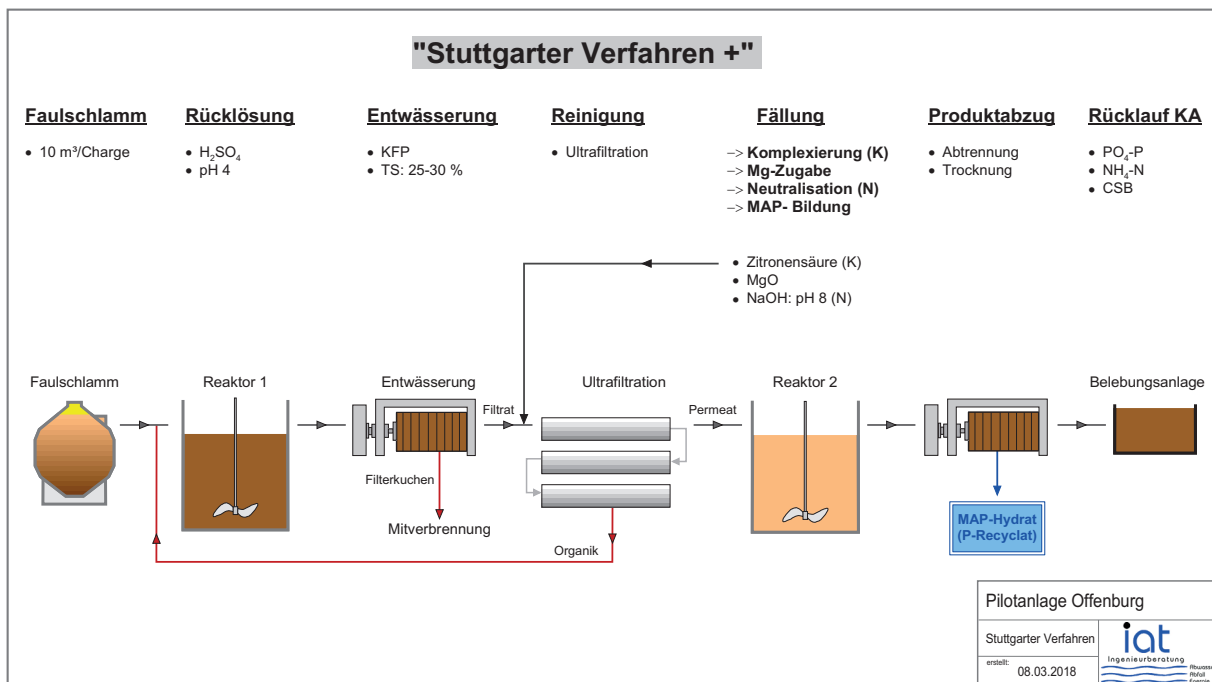 "Stuttgarter Verfahren +"
Faulschlamm
• 10 m³/Charge
Rücklösung
• H₂SO₄
• pH 4
Entwässerung
• KFP
• TS: 25-30 %
Reinigung
• Ultrafiltration
Fällung
–> Komplexierung (K)
–> Mg-Zugabe
–> Neutralisation (N)
–> MAP- Bildung
Produktabzug
• Abtrennung
• Trocknung
Rücklauf KA
• PO₄-P
• NH₄-N
• CSB
• Zitronensäure (K)
• MgO
• NaOH: pH 8 (N)
Faulschlamm
Reaktor 1
Entwässerung
Ultrafiltration
Reaktor 2
Belebungsanlage
Filtrat
Permeat
Filterkuchen
Mitverbrennung
Organik
MAP-Hydrat
(P-Recyclat)
Pilotanlage Offenburg
Stuttgarter Verfahren
erstellt:
08.03.2018
iat
Ingenieurberatung
Abwasser
Abfall
Energie